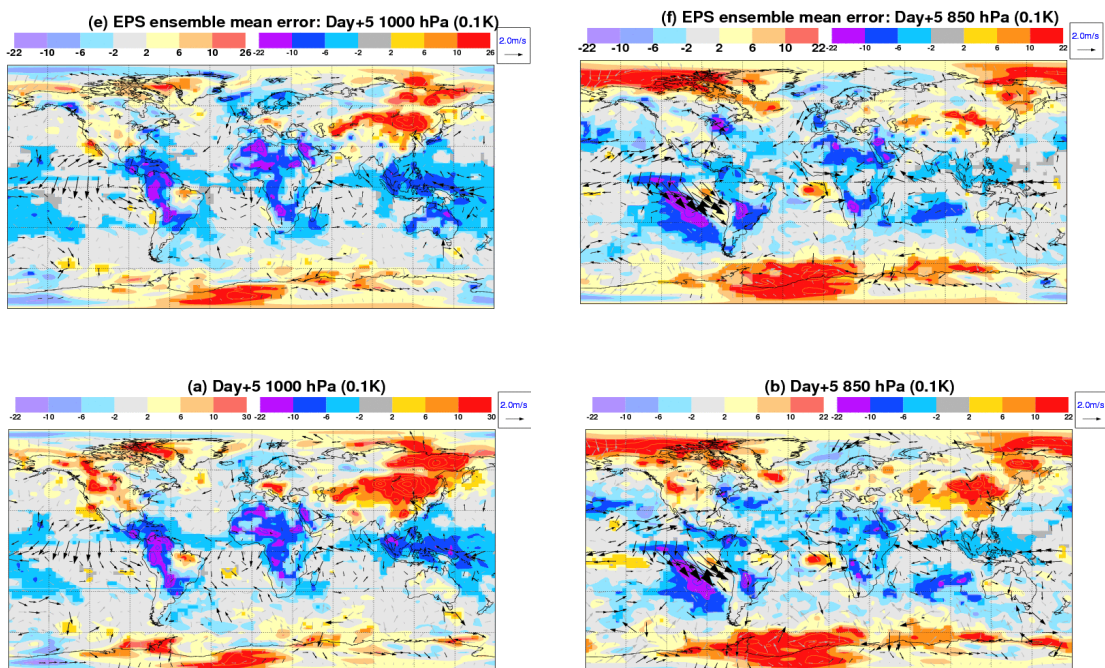 (e) EPS ensemble mean error: Day+5 1000 hPa (0.1K)
-22 -10 -6 -2 2 6 10 26 -22 -10 -6 -2 2 6 10 26
2.0m/s
(f) EPS ensemble mean error: Day+5 850 hPa (0.1K)
-22 -10 -6 -2 2 6 10 22 -22 -10 -6 -2 2 6 10 22
2.0m/s
(a) Day+5 1000 hPa (0.1K)
-22 -10 -6 -2 2 6 10 30 -22 -10 -6 -2 2 6 10 30
2.0m/s
(b) Day+5 850 hPa (0.1K)
-22 -10 -6 -2 2 6 10 22 -22 -10 -6 -2 2 6 10 22
2.0m/s